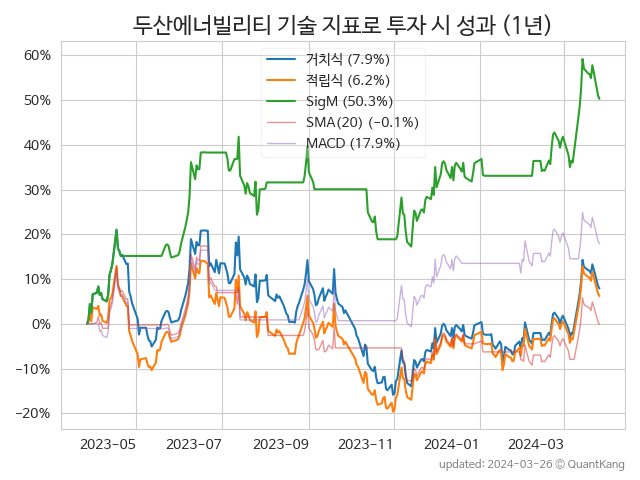 두산에너빌리티 기술 지표로 투자 시 성과 (1년)
60%
50%
40%
30%
20%
10%
0%
−10%
−20%
거치식 (7.9%)
적립식 (6.2%)
SigM (50.3%)
SMA(20) (−0.1%)
MACD (17.9%)
2023-05
2023-07
2023-09
2023-11
2024-01
2024-03
updated: 2024-03-26 © QuantKang